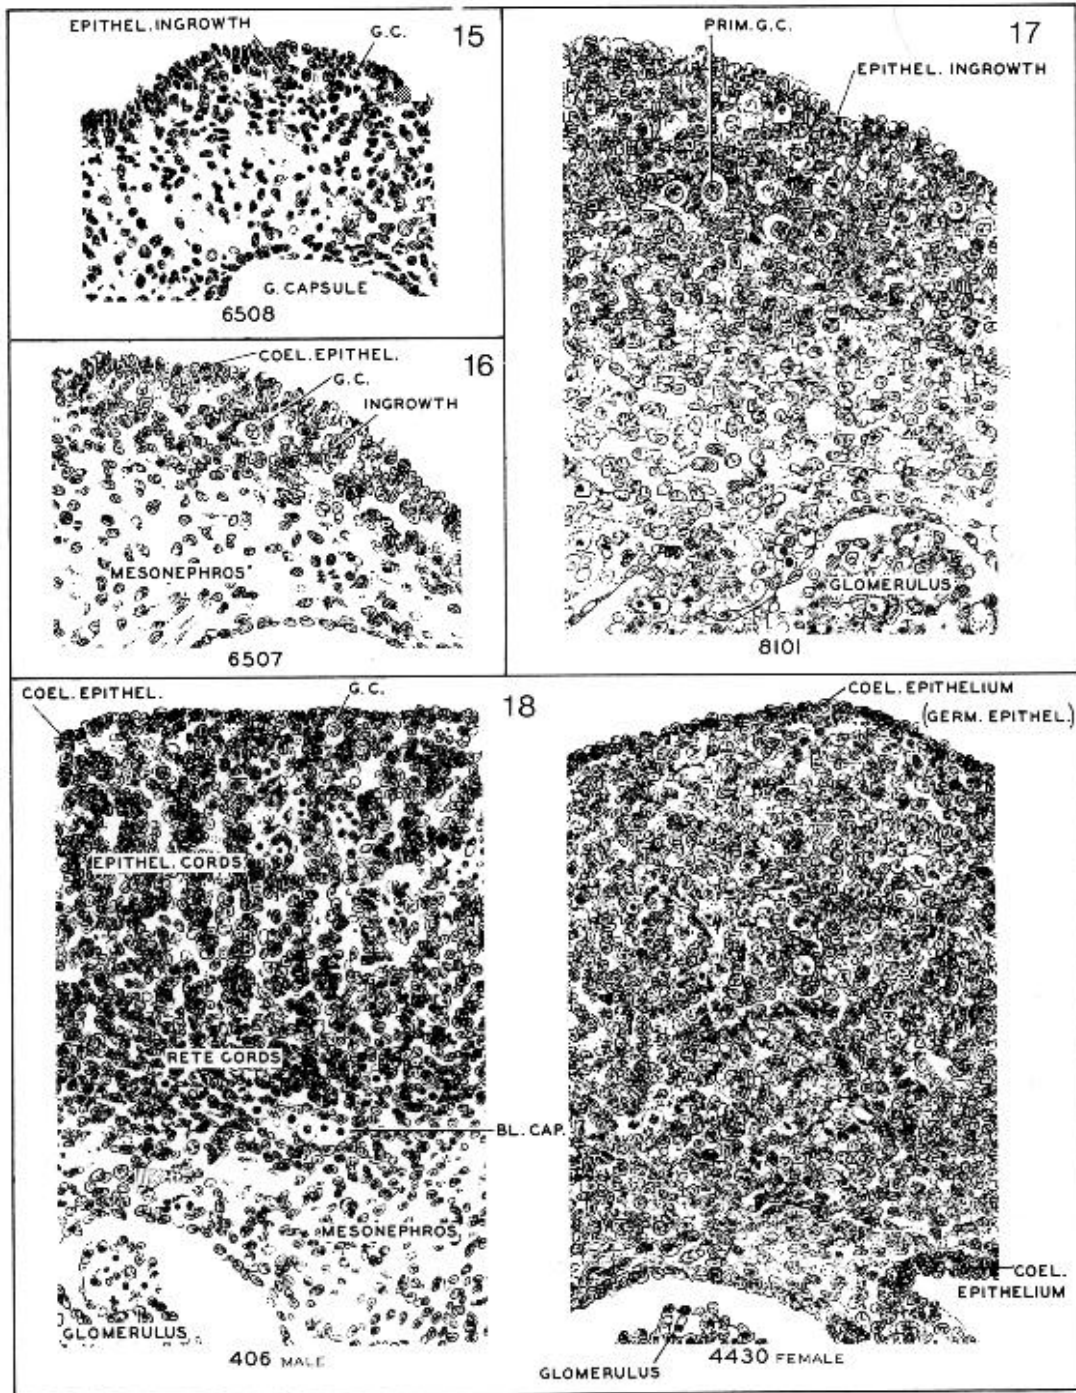 EPITHEL. INGROWTH
G.C.
15
G. CAPSULE
6508
COEL. EPITHEL.
16
G.C.
INGROWTH
MESONEPHROS
6507
PRIM. G.C.
17
EPITHEL. INGROWTH
GLOMERULUS
8101
COEL. EPITHEL.
G.C.
18
EPITHEL. CORDS
RETE CORDS
BL. CAP.
MESONEPHROS
GLOMERULUS
406 MALE
COEL. EPITHELIUM
(GERM. EPITHEL.)
COEL.
EPITHELIUM
GLOMERULUS
4430 FEMALE